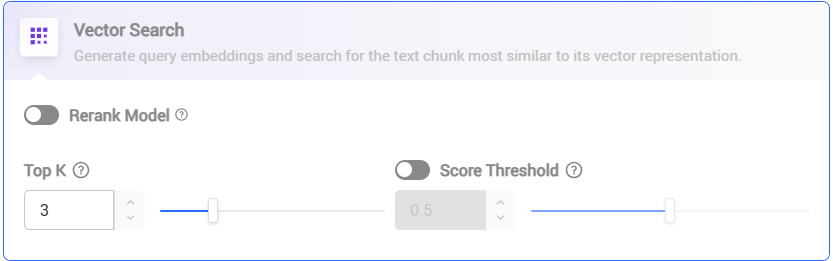 Vector Search
Generate query embeddings and search for the text chunk most similar to its vector representation.
Rerank Model ?
Top K ?
Score Threshold ?
3
0.5